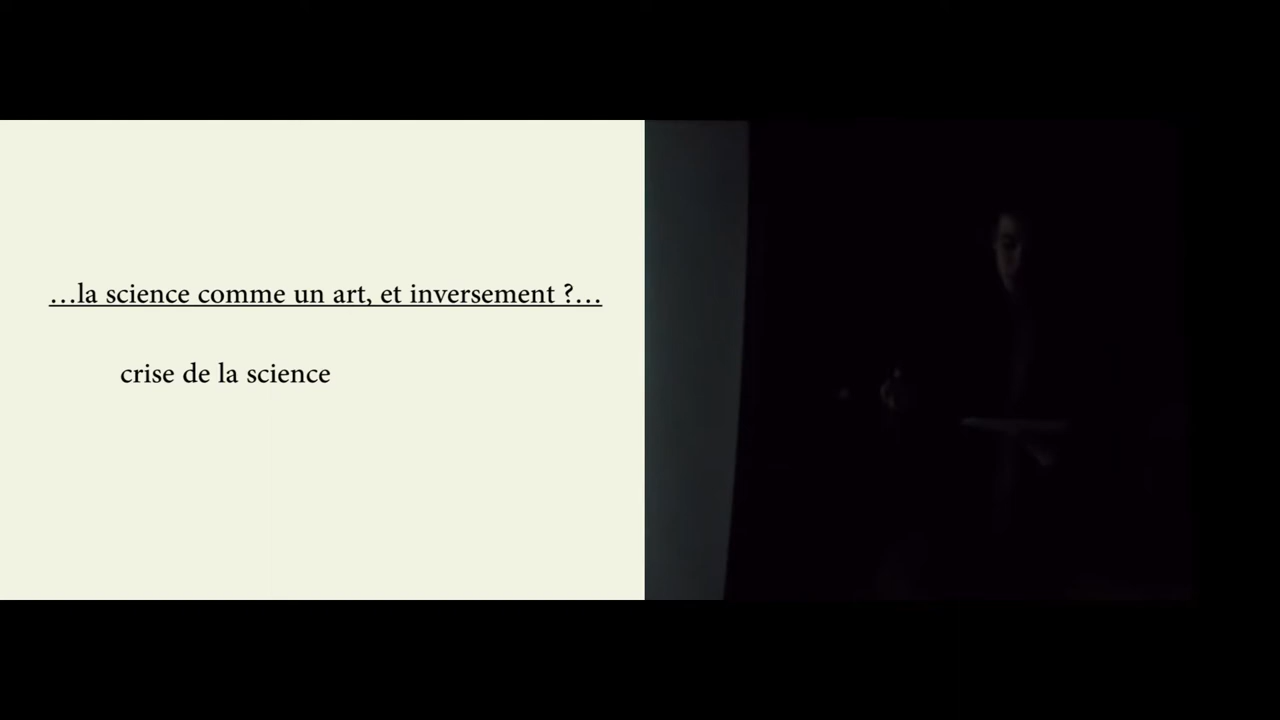 …la science comme un art, et inversement ?…
crise de la science